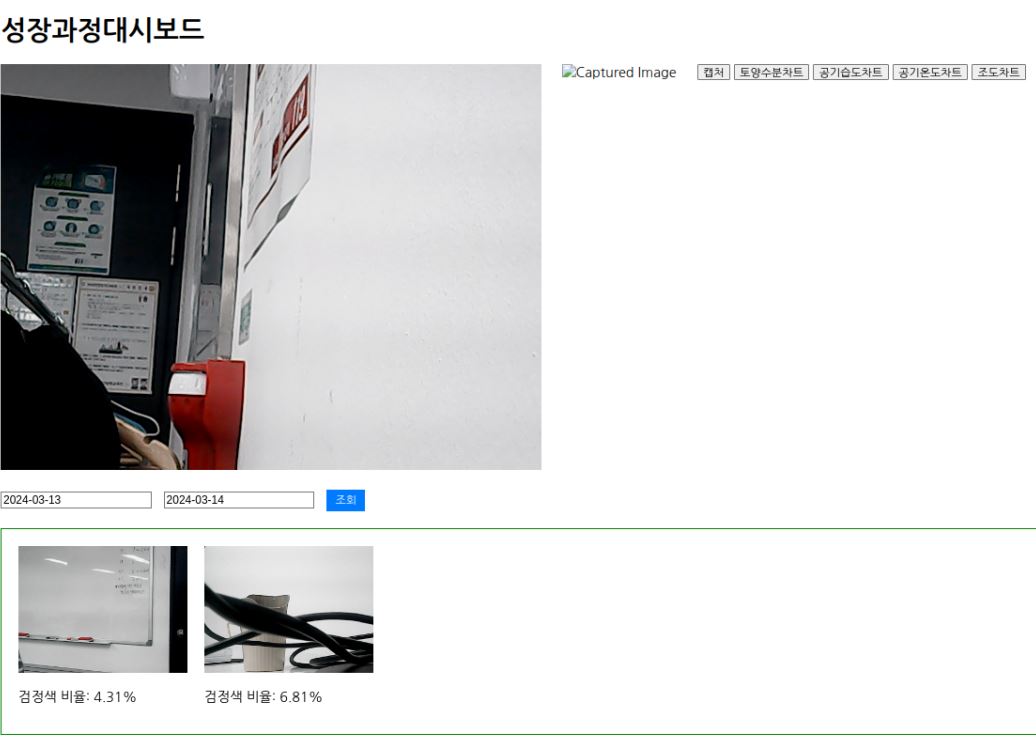 성장과정대시보드
Captured Image
캡처 토양수분차트 공기습도차트 공기온도차트 조도차트
2024-03-13 2024-03-14 조회
검정색 비율: 4.31% 검정색 비율: 6.81%